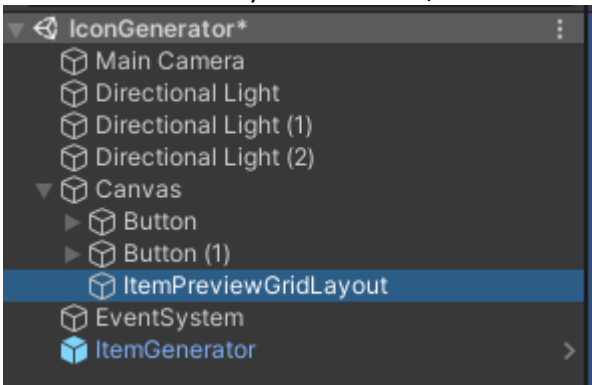 IconGenerator*
Main Camera
Directional Light
Directional Light (1)
Directional Light (2)
Canvas
Button
Button (1)
ItemPreviewGridLayout
EventSystem
ItemGenerator